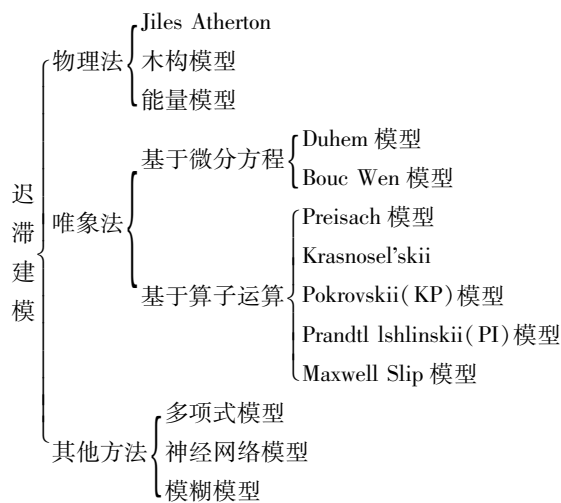 迟滞建模
物理法
Jiles Atherton
木构模型
能量模型
唯象法
基于微分方程
Duhem 模型
Bouc Wen 模型
基于算子运算
Preisach 模型
Krasnosel'skii
Pokrovskii(KP)模型
Prandtl lshlinskii(PI)模型
Maxwell Slip 模型
其他方法
多项式模型
神经网络模型
模糊模型